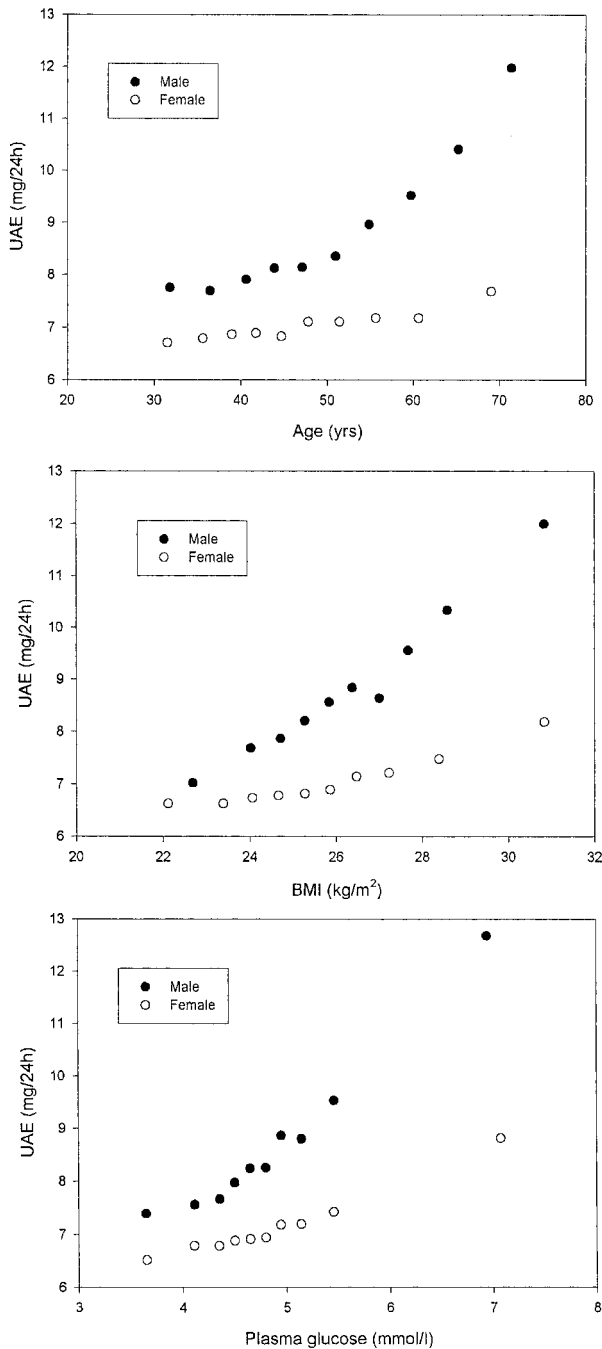 13
12
11
10
9
8
7
6
UAE (mg/24h)
Male
Female
20 30 40 50 60 70 80
Age (yrs)
13
12
11
10
9
8
7
6
UAE (mg/24h)
Male
Female
20 22 24 26 28 30 32
BMI (kg/m²)
13
12
11
10
9
8
7
6
UAE (mg/24h)
Male
Female
3 4 5 6 7 8
Plasma glucose (mmol/l)